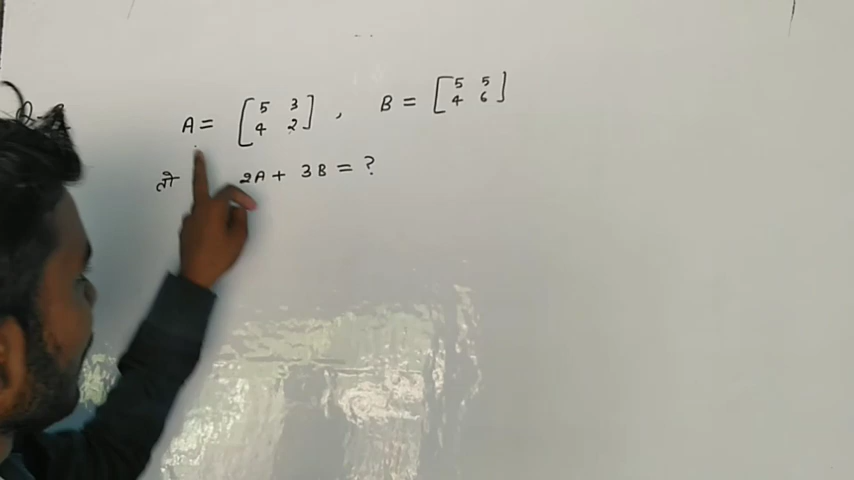 A = [5 3 4 2] , B = [5 5 4 6]
तो 2A + 3B = ?